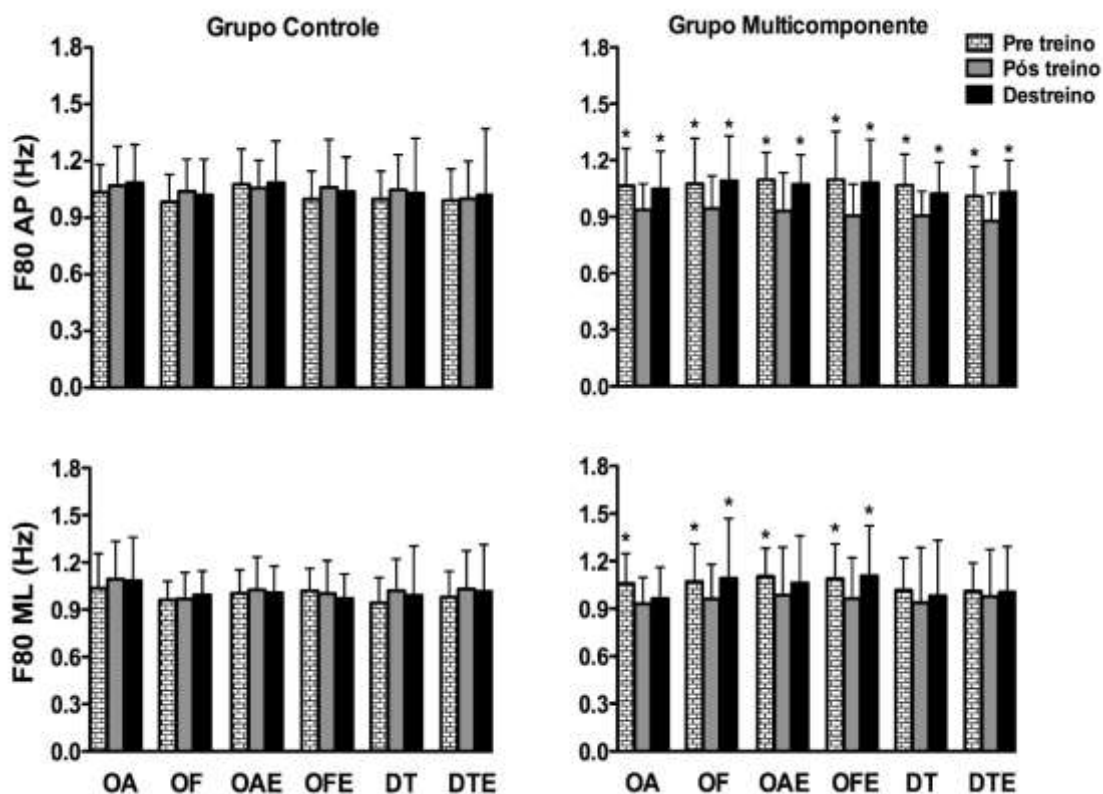 Grupo Controle
Grupo Multicomponente
Pre treino
Pós treino
Destreino
F80 AP (Hz)
1.8
1.5
1.2
0.9
0.6
0.3
0.0
1.8
1.5
1.2
0.9
0.6
0.3
0.0
* * * * * * * * * * * *
F80 ML (Hz)
1.8
1.5
1.2
0.9
0.6
0.3
0.0
OA OF OAE OFE DT DTE
1.8
1.5
1.2
0.9
0.6
0.3
0.0
* * * * * *
OA OF OAE OFE DT DTE